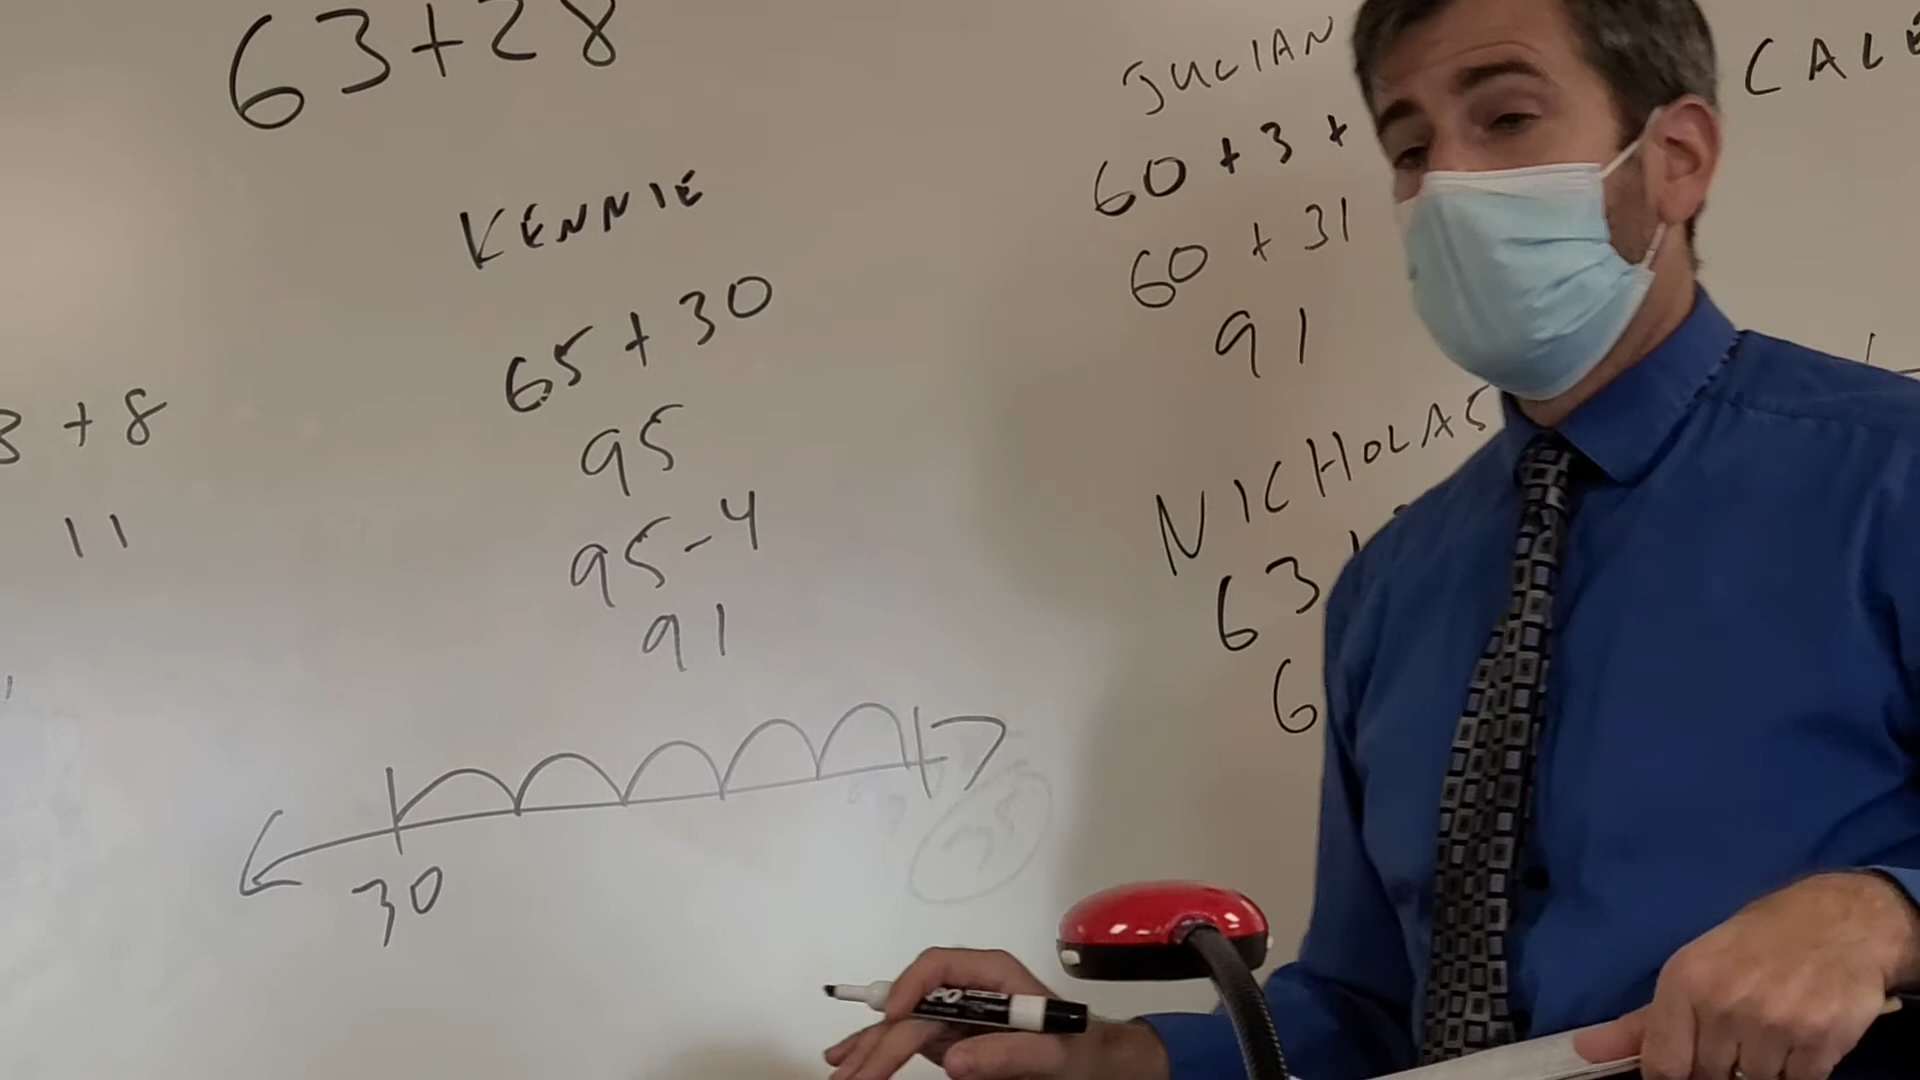 63+28
KENNIE
65 + 30
95
95-4
91
30
3 + 8
11
JULIAN
60 + 3 +
60 + 31
91
NICHOLAS
63
6
CALE